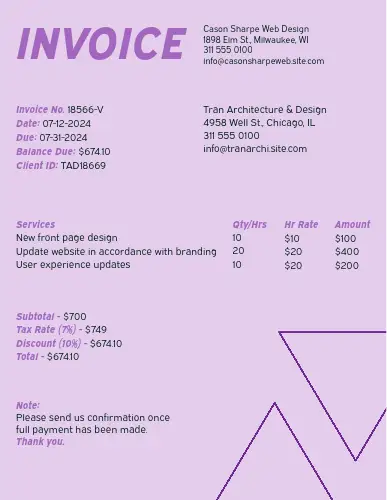 INVOICE
Cason Sharpe Web Design
1898 Elm St., Milwaukee, WI
311 555 0100
info@casonsharpeweb.site.com
Invoice No. 18566-V
Date: 07-12-2024
Due: 07-31-2024
Balance Due: $674.10
Client ID: TAD18669
Tran Architecture & Design
4958 Well St., Chicago, IL
311 555 0100
info@tranarchi.site.com
Services Qty/Hrs Hr Rate Amount
New front page design 10 $10 $100
Update website in accordance with branding 20 $20 $400
User experience updates 10 $20 $200
Subtotal - $700
Tax Rate (7%) - $749
Discount (10%) - $674.10
Total - $674.10
Note:
Please send us confirmation once
full payment has been made.
Thank you.